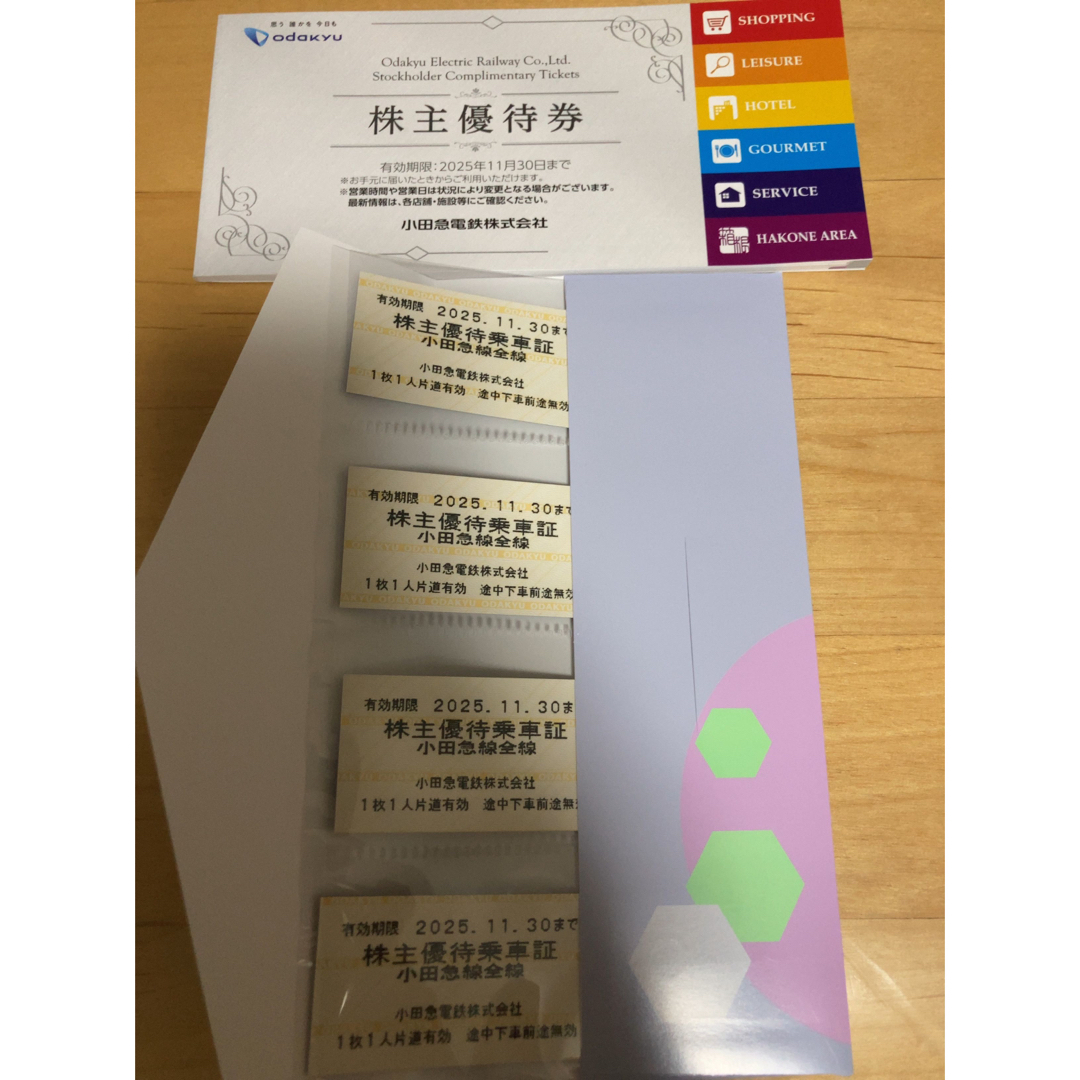 思う 誰かを 今日も
ODAKYU
Odakyu Electric Railway Co.,Ltd.
Stockholder Complimentary Tickets
株主優待券
有効期限：2025年11月30日まで
※お手元に届いたときからご利用いただけます。
※営業時間や営業日は状況により変更となる場合がございます。
最新情報は、各店舗・施設等にご確認ください。
小田急電鉄株式会社
SHOPPING
LEISURE
HOTEL
GOURMET
SERVICE
箱根
HAKONE AREA
有効期限 2025.11.30まで
株主優待乗車証
小田急線全線
小田急電鉄株式会社
1枚1人片道有効 途中下車前途無効
有効期限 2025.11.30まで
株主優待乗車証
小田急線全線
小田急電鉄株式会社
1枚1人片道有効 途中下車前途無効
有効期限 2025.11.30ま
株主優待乗車証
小田急線全線
小田急電鉄株式会社
1枚1人片道有効 途中下車前途無
有効期限 2025.11.30まで
株主優待乗車証
小田急線全線
小田急電鉄株式会社
1枚1人片道有効 途中下車前途無効